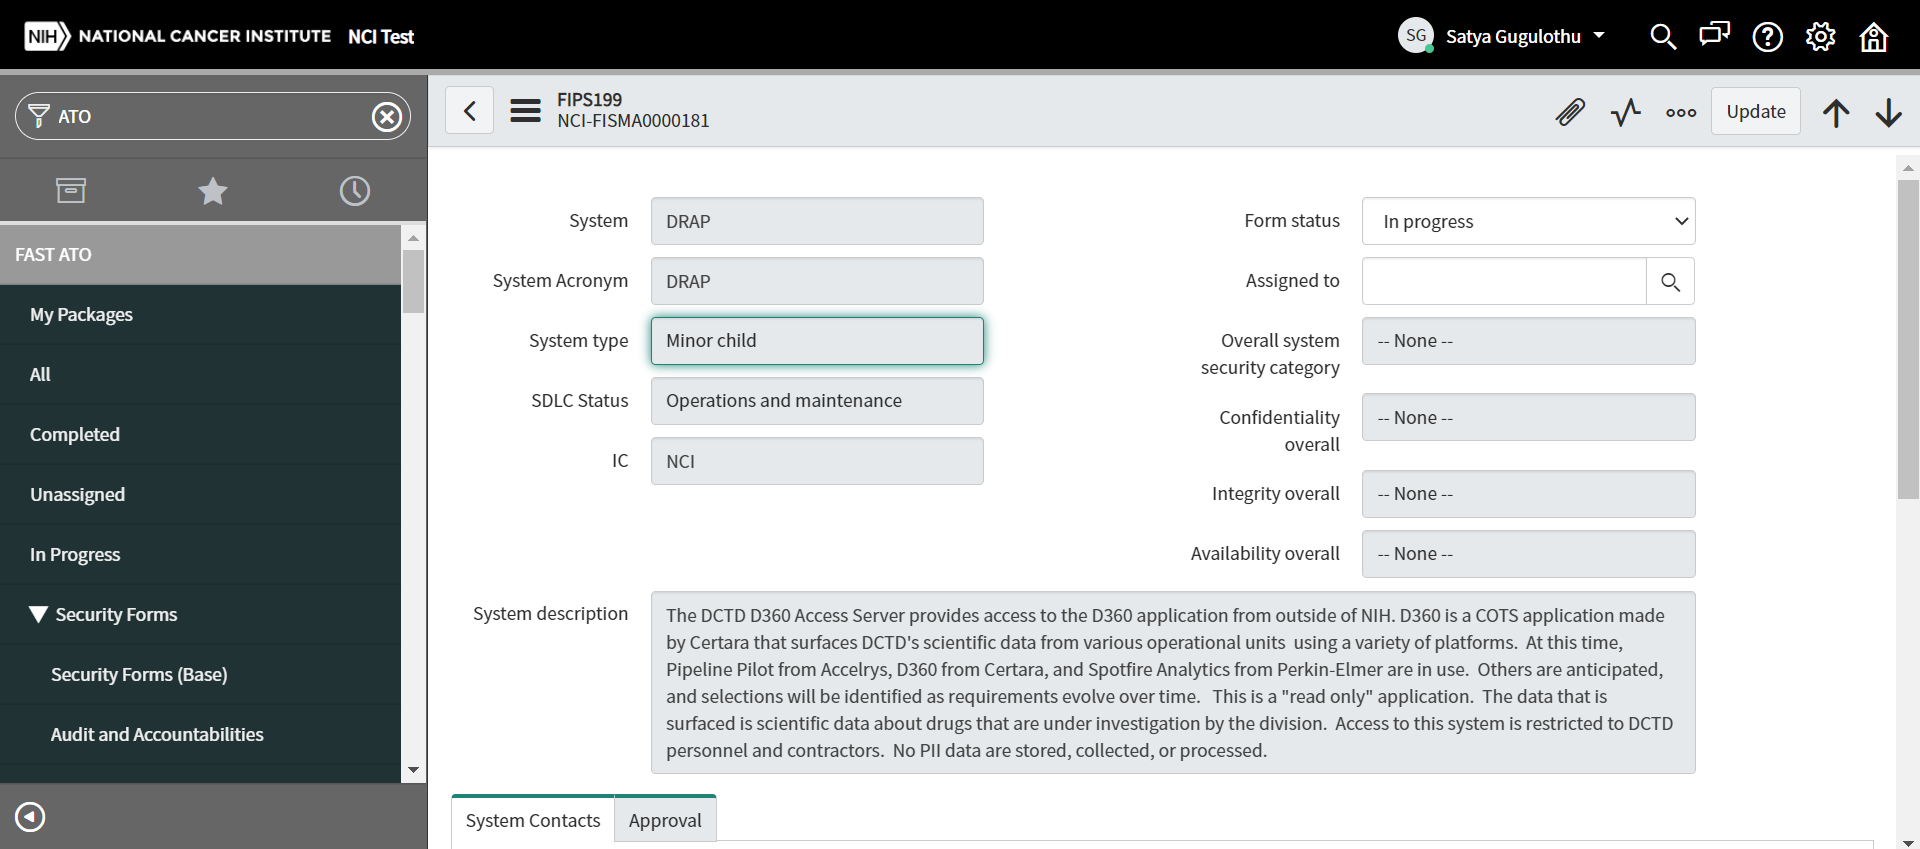 NIH NATIONAL CANCER INSTITUTE NCI Test
SG Satya Gugulothu
ATO
FAST ATO
My Packages
All
Completed
Unassigned
In Progress
Security Forms
Security Forms (Base)
Audit and Accountabilities
FIPS199
NCI-FISMA0000181
Update
System DRAP
System Acronym DRAP
System type Minor child
SDLC Status Operations and maintenance
IC NCI
Form status In progress
Assigned to
Overall system
security category
-- None --
Confidentiality
overall
-- None --
Integrity overall -- None --
Availability overall -- None --
System description
The DCTD D360 Access Server provides access to the D360 application from outside of NIH. D360 is a COTS application made
by Certara that surfaces DCTD's scientific data from various operational units  using a variety of platforms.  At this time,
Pipeline Pilot from Accelrys, D360 from Certara, and Spotfire Analytics from Perkin-Elmer are in use.  Others are anticipated,
and selections will be identified as requirements evolve over time.   This is a "read only" application.  The data that is
surfaced is scientific data about drugs that are under investigation by the division.  Access to this system is restricted to DCTD
personnel and contractors.  No PII data are stored, collected, or processed.
System Contacts Approval